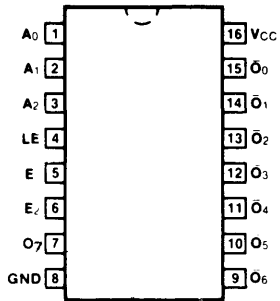 A₀ 1 16 VCC
A₁ 2 15 Ō₀
A₂ 3 14 Ō₁
LE 4 13 Ō₂
E 5 12 Ō₃
E₂ 6 11 Ō₄
O₇ 7 10 O₅
GND 8 9 Ō₆